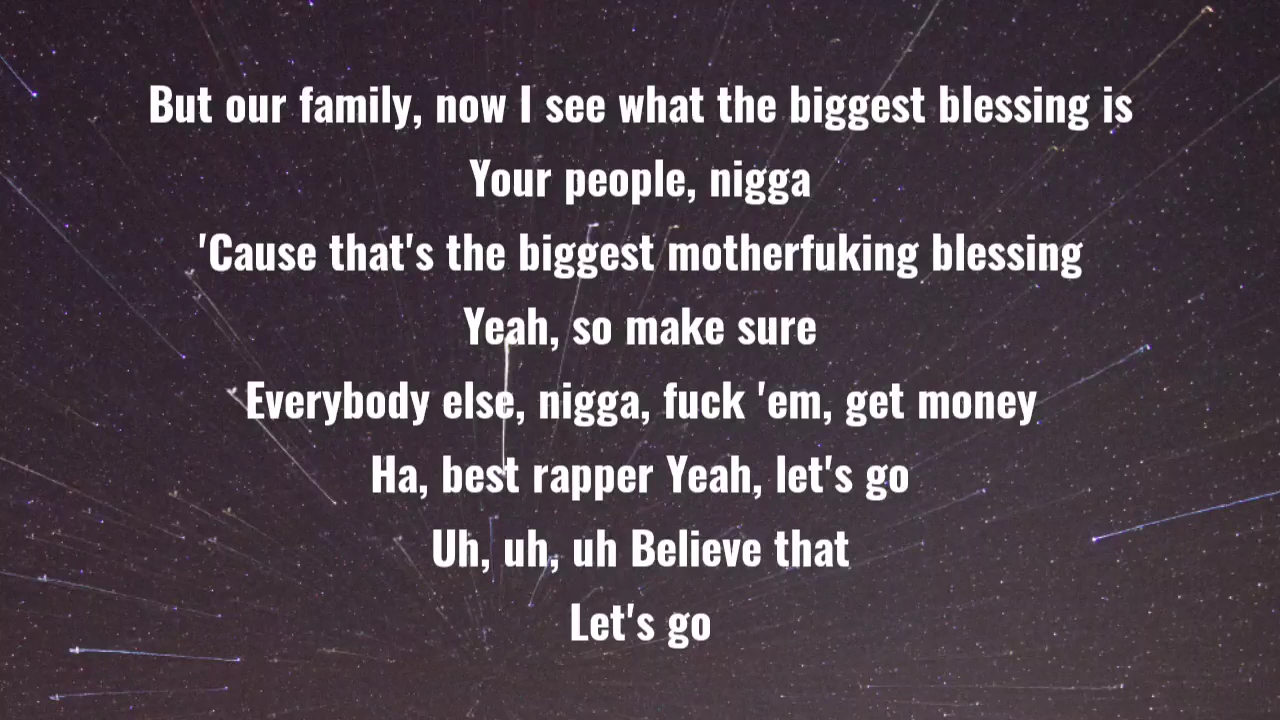 But our family, now I see what the biggest blessing is
Your people, nigga
'Cause that's the biggest motherfuking blessing
Yeah, so make sure
Everybody else, nigga, fuck 'em, get money
Ha, best rapper Yeah, let's go
Uh, uh, uh Believe that
Let's go